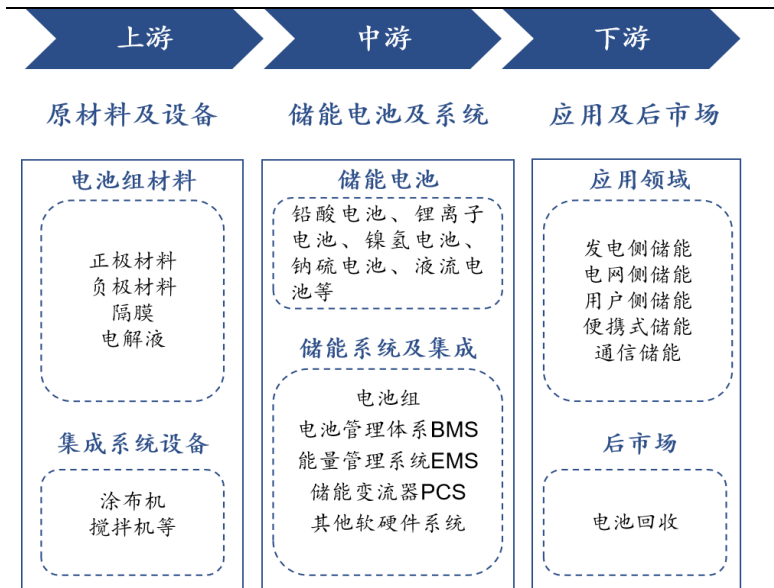 上游
中游
下游
原材料及设备
储能电池及系统
应用及后市场
电池组材料
正极材料
负极材料
隔膜
电解液
集成系统设备
涂布机
搅拌机等
储能电池
铅酸电池、锂离子
电池、镍氢电池、
钠硫电池、液流电
池等
储能系统及集成
电池组
电池管理体系BMS
能量管理系统EMS
储能变流器PCS
其他软硬件系统
应用领域
发电侧储能
电网侧储能
用户侧储能
便携式储能
通信储能
后市场
电池回收